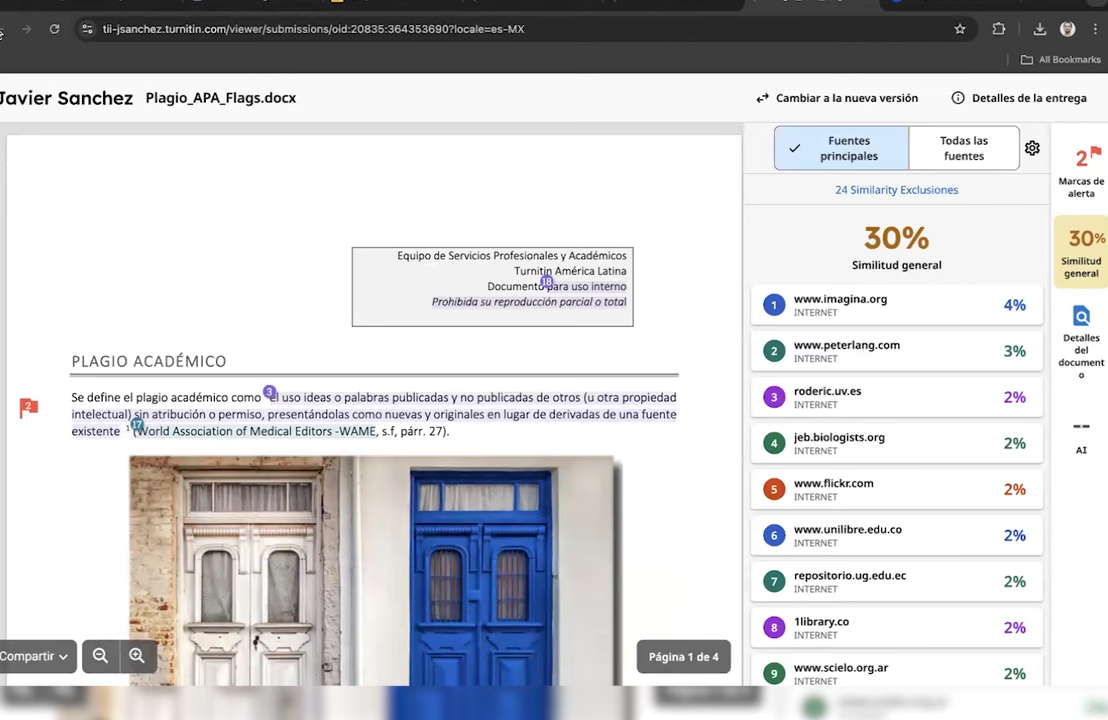 tii-jsanchez.turnitin.com/viewer/submissions/oid:20835:364353690?locale=es-MX
All Bookmarks
Javier Sanchez Plagio_APA_Flags.docx
Cambiar a la nueva versión
Detalles de la entrega
Equipo de Servicios Profesionales y Académicos
Turnitin América Latina
Documento para uso interno
18
Prohibida su reproducción parcial o total
PLAGIO ACADÉMICO
2
3
Se define el plagio académico como el uso ideas o palabras publicadas y no publicadas de otros (u otra propiedad
intelectual) sin atribución o permiso, presentándolas como nuevas y originales en lugar de derivadas de una fuente
17
existente 1 (World Association of Medical Editors -WAME, s.f, párr. 27).
Compartir
Página 1 de 4
Fuentes
principales
Todas las
fuentes
24 Similarity Exclusiones
30%
Similitud general
1 www.imagina.org 4%
INTERNET
2 www.peterlang.com 3%
INTERNET
3 roderic.uv.es 2%
INTERNET
4 jeb.biologists.org 2%
INTERNET
5 www.flickr.com 2%
INTERNET
6 www.unilibre.edu.co 2%
INTERNET
7 repositorio.ug.edu.ec 2%
INTERNET
8 1library.co 2%
INTERNET
9 www.scielo.org.ar 2%
INTERNET
2
Marcas de
alerta
30%
Similitud
general
Detalles
del
document
o
--
AI